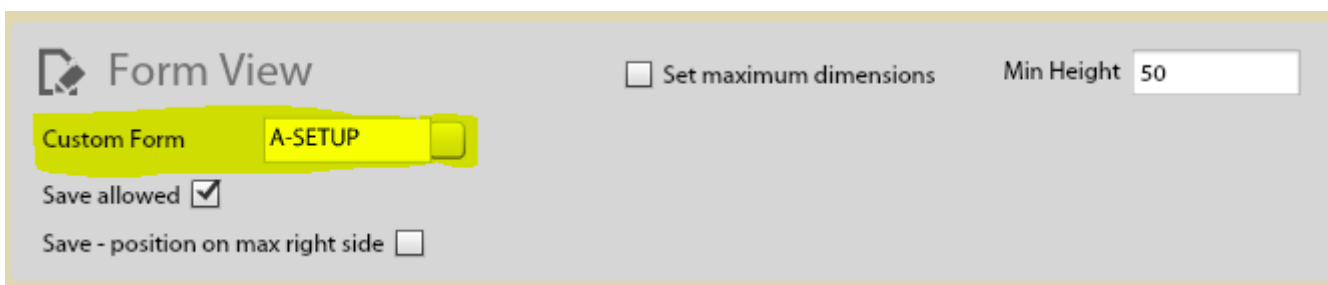 Form View
Set maximum dimensions
Min Height 50
Custom Form A-SETUP
Save allowed
Save - position on max right side